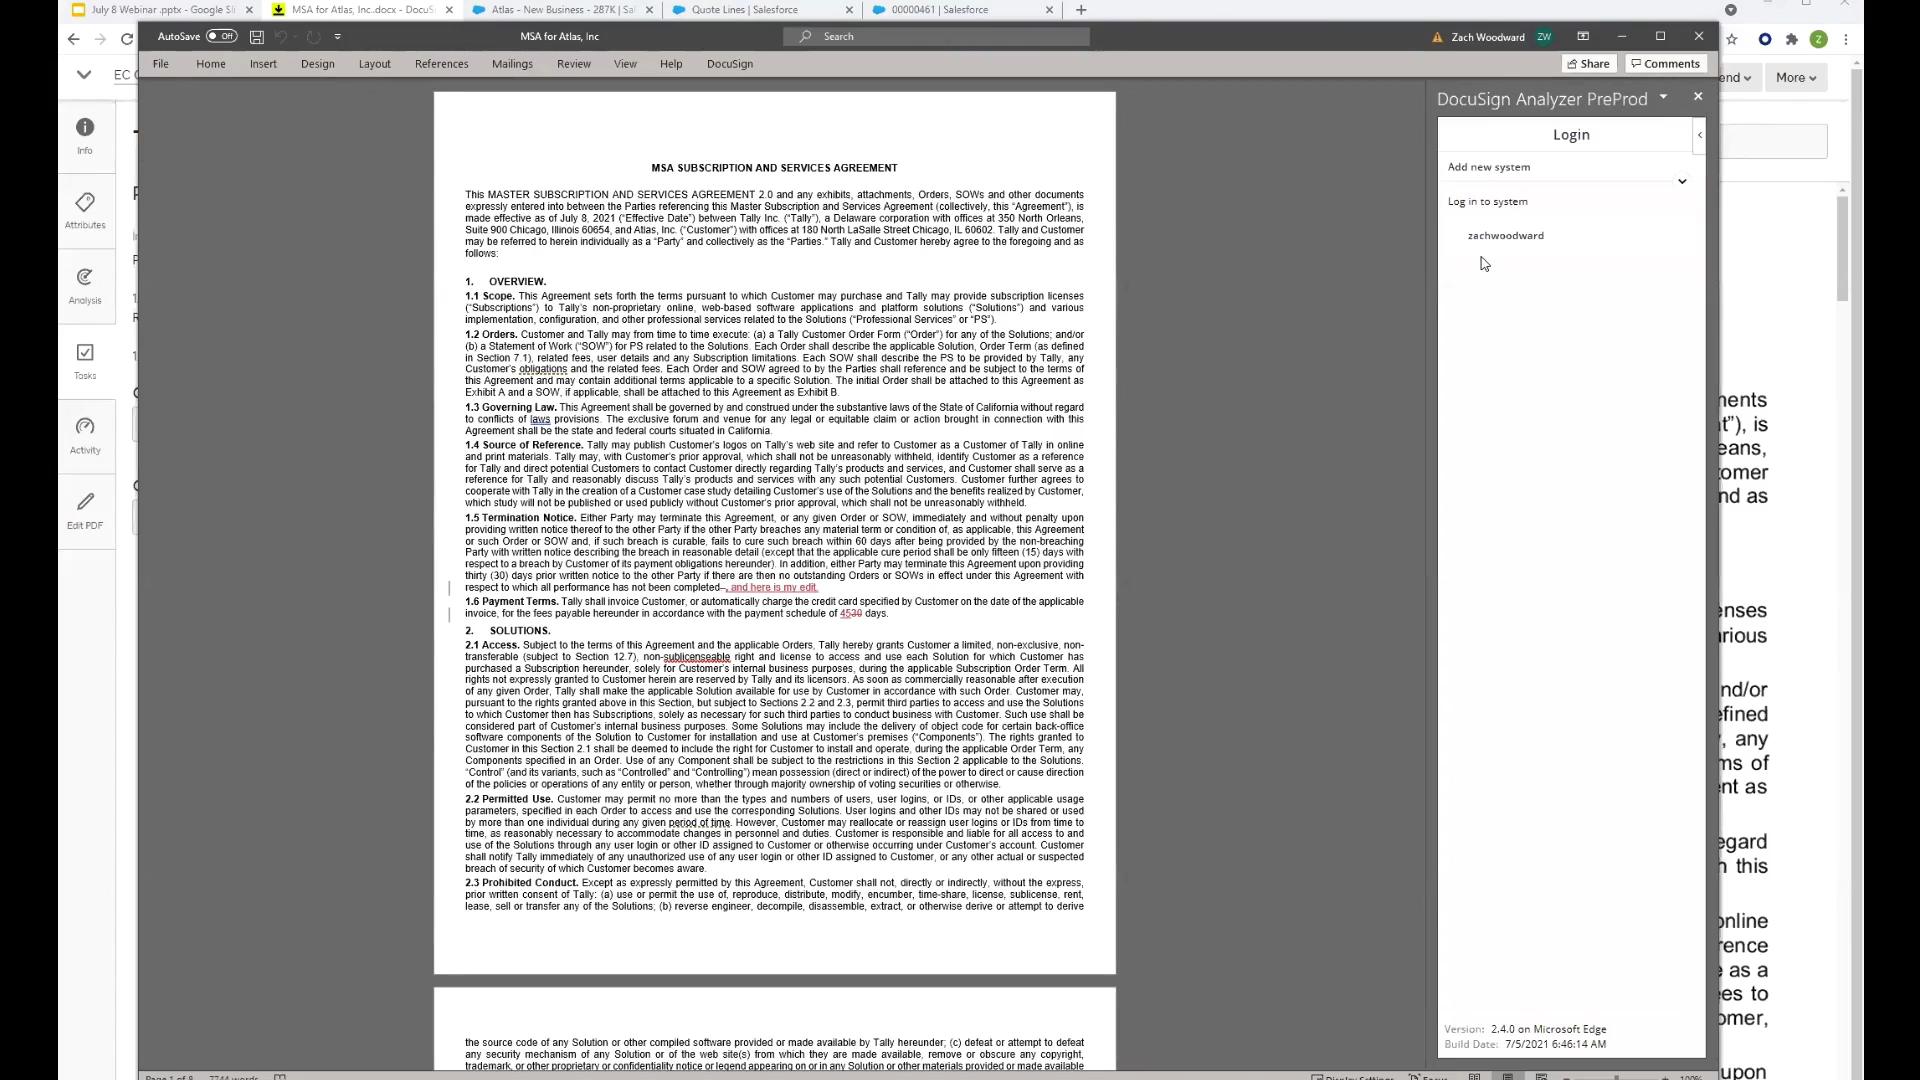 July 8 Webinar .pptx - Google Sli
MSA for Atlas, Inc..docx - DocuS
Atlas - New Business - 287K | Sal
Quote Lines | Salesforce
00000461 | Salesforce
AutoSave Off
MSA for Atlas, Inc
Search
Zach Woodward ZW
Z
File Home Insert Design Layout References Mailings Review View Help DocuSign
Share Comments
EC
end
More
Info
Attributes
Analysis
Tasks
Activity
Edit PDF
MSA SUBSCRIPTION AND SERVICES AGREEMENT
This MASTER SUBSCRIPTION AND SERVICES AGREEMENT 2.0 and any exhibits, attachments, Orders, SOWs and other documents
expressly entered into between the Parties referencing this Master Subscription and Services Agreement (collectively, this “Agreement”), is
made effective as of July 8, 2021 (“Effective Date”) between Tally Inc. (“Tally”), a Delaware corporation with offices at 350 North Orleans,
Suite 900 Chicago, Illinois 60654, and Atlas, Inc. (“Customer”) with offices at 180 North LaSalle Street Chicago, IL 60602. Tally and Customer
may be referred to herein individually as a “Party” and collectively as the “Parties.” Tally and Customer hereby agree to the foregoing and as
follows:
1. OVERVIEW.
1.1 Scope. This Agreement sets forth the terms pursuant to which Customer may purchase and Tally may provide subscription licenses
(“Subscriptions”) to Tally’s non-proprietary online, web-based software applications and platform solutions (“Solutions”) and various
implementation, configuration, and other professional services related to the Solutions (“Professional Services” or “PS”).
1.2 Orders. Customer and Tally may from time to time execute: (a) a Tally Customer Order Form (“Order”) for any of the Solutions; and/or
(b) a Statement of Work (“SOW”) for PS related to the Solutions. Each Order shall describe the applicable Solution, Order Term (as defined
in Section 7.1), related fees, user details and any Subscription limitations. Each SOW shall describe the PS to be provided by Tally, any
Customer’s obligations and the related fees. Each Order and SOW agreed to by the Parties shall reference and be subject to the terms of
this Agreement and may contain additional terms applicable to a specific Solution. The initial Order shall be attached to this Agreement as
Exhibit A and a SOW, if applicable, shall be attached to this Agreement as Exhibit B.
1.3 Governing Law. This Agreement shall be governed by and construed under the substantive laws of the State of California without regard
to conflicts of laws provisions. The exclusive forum and venue for any legal or equitable claim or action brought in connection with this
Agreement shall be the state and federal courts situated in California.
1.4 Source of Reference. Tally may publish Customer’s logos on Tally’s web site and refer to Customer as a Customer of Tally in online
and print materials. Tally may, with Customer’s prior approval, which shall not be unreasonably withheld, identify Customer as a reference
for Tally and direct potential Customers to contact Customer directly regarding Tally’s products and services, and Customer shall serve as a
reference for Tally and reasonably discuss Tally’s products and services with any such potential Customers. Customer further agrees to
cooperate with Tally in the creation of a Customer case study detailing Customer’s use of the Solutions and the benefits realized by Customer,
which study will not be published or used publicly without Customer’s prior approval, which shall not be unreasonably withheld.
1.5 Termination Notice. Either Party may terminate this Agreement, or any given Order or SOW, immediately and without penalty upon
providing written notice thereof to the other Party if the other Party breaches any material term or condition of, as applicable, this Agreement
or such Order or SOW and, if such breach is curable, fails to cure such breach within 60 days after being provided by the non-breaching
Party with written notice describing the breach in reasonable detail (except that the applicable cure period shall be only fifteen (15) days with
respect to a breach by Customer of its payment obligations hereunder). In addition, either Party may terminate this Agreement upon providing
thirty (30) days prior written notice to the other Party if there are then no outstanding Orders or SOWs in effect under this Agreement with
respect to which all performance has not been completed , and here is my edit.
1.6 Payment Terms. Tally shall invoice Customer, or automatically charge the credit card specified by Customer on the date of the applicable
invoice, for the fees payable hereunder in accordance with the payment schedule of 4530 days.
2. SOLUTIONS.
2.1 Access. Subject to the terms of this Agreement and the applicable Orders, Tally hereby grants Customer a limited, non-exclusive, non-
transferable (subject to Section 12.7), non-sublicenseable right and license to access and use each Solution for which Customer has
purchased a Subscription hereunder, solely for Customer’s internal business purposes, during the applicable Subscription Order Term. All
rights not expressly granted to Customer herein are reserved by Tally and its licensors. As soon as commercially reasonable after execution
of any given Order, Tally shall make the applicable Solution available for use by Customer in accordance with such Order. Customer may,
pursuant to the rights granted above in this Section, but subject to Sections 2.2 and 2.3, permit third parties to access and use the Solutions
to which Customer then has Subscriptions, solely as necessary for such third parties to conduct business with Customer. Such use shall be
considered part of Customer’s internal business purposes. Some Solutions may include the delivery of object code for certain back-office
software components of the Solution to Customer for installation and use at Customer’s premises (“Components”). The rights granted to
Customer in this Section 2.1 shall be deemed to include the right for Customer to install and operate, during the applicable Order Term, any
Components specified in an Order. Use of any Component shall be subject to the restrictions in this Section 2 applicable to the Solutions.
“Control” (and its variants, such as “Controlled” and “Controlling”) mean possession (direct or indirect) of the power to direct or cause direction
of the policies or operations of any entity or person, whether through majority ownership of voting securities or otherwise.
2.2 Permitted Use. Customer may permit no more than the types and numbers of users, user logins, or IDs, or other applicable usage
parameters, specified in each Order to access and use the corresponding Solutions. User logins and other IDs may not be shared or used
by more than one individual during any given period of time. However, Customer may reallocate or reassign user logins or IDs from time to
time, as reasonably necessary to accommodate changes in personnel and duties. Customer is responsible and liable for all access to and
use of the Solutions through any user login or other ID assigned to Customer or otherwise occurring under Customer’s account. Customer
shall notify Tally immediately of any unauthorized use of any user login or other ID assigned to Customer, or any other actual or suspected
breach of security of which Customer becomes aware.
2.3 Prohibited Conduct. Except as expressly permitted by this Agreement, Customer shall not, directly or indirectly, without the express,
prior written consent of Tally: (a) use or permit the use of, reproduce, distribute, modify, encumber, time-share, license, sublicense, rent,
lease, sell or transfer any of the Solutions; (b) reverse engineer, decompile, disassemble, extract, or otherwise derive or attempt to derive
the source code of any Solution or other compiled software provided or made available by Tally hereunder; (c) defeat or attempt to defeat
any security mechanism of any Solution or of the web site(s) from which they are made available, remove or obscure any copyright,
trademark, or other proprietary or confidentiality notice or legend appearing on or in any Solution or other materials provided or made available
DocuSign Analyzer PreProd
Login
Add new system
Log in to system
zachwoodward
Version: 2.4.0 on Microsoft Edge
Build Date: 7/5/2021 6:46:14 AM
nents
t”), is
eans,
tomer
nd as
enses
arious
nd/or
efined
, any
ms of
ent as
egard
n this
online
rence
e as a
ees to
omer,
upon
Page 1 of 8 7744 words
Display Settings Focus 100%